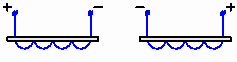 + − − +